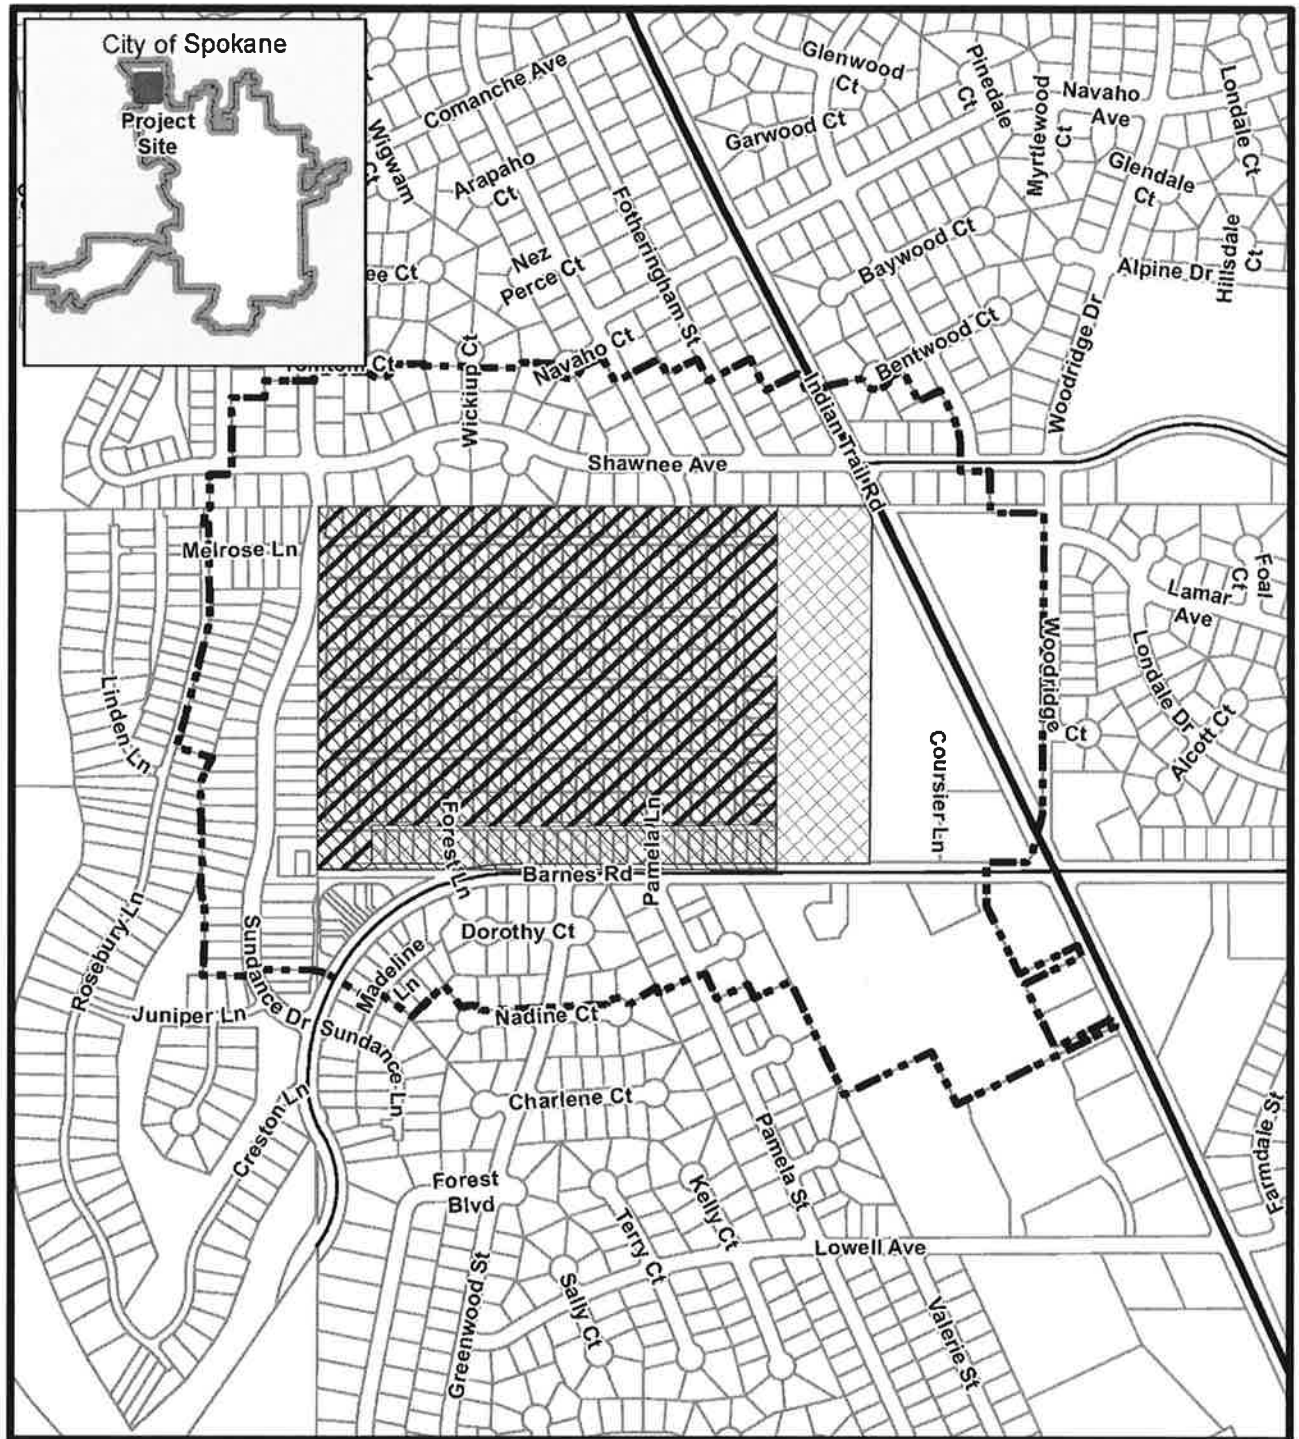 City of Spokane
Project
Site
Comanche Ave
Glenwood
Ct
Pinedale
Ct
Navaho
Ave
Londale Ct
Wigwam
Ct
Garwood Ct
Myrtlewood
Ct
Arapaho
Ct
Glendale
Ct
Fotheringham St
Baywood Ct
Hillsdale
Ct
Nez
Perce Ct
ee Ct
Alpine Dr
Woodridge Dr
Navaho Ct
Bentwood Ct
Ct
Wickiup Ct
Indian Trail Rd
Shawnee Ave
Melrose Ln
Foal
Ct
Lamar
Ave
Linden Ln
Woodridge
Ct
Londale Dr
Alcott Ct
Coursier Ln
Forest Ln
Pamela Ln
Barnes Rd
Rosebury Ln
Sundance Dr
Dorothy Ct
Madeline
Ln
Juniper Ln
Nadine Ct
Sundance Ln
Charlene Ct
Creston Ln
Pamela St
Farmdale St
Forest
Blvd
Kelly Ct
Terry Ct
Lowell Ave
Greenwood St
Sally Ct
Valerie St